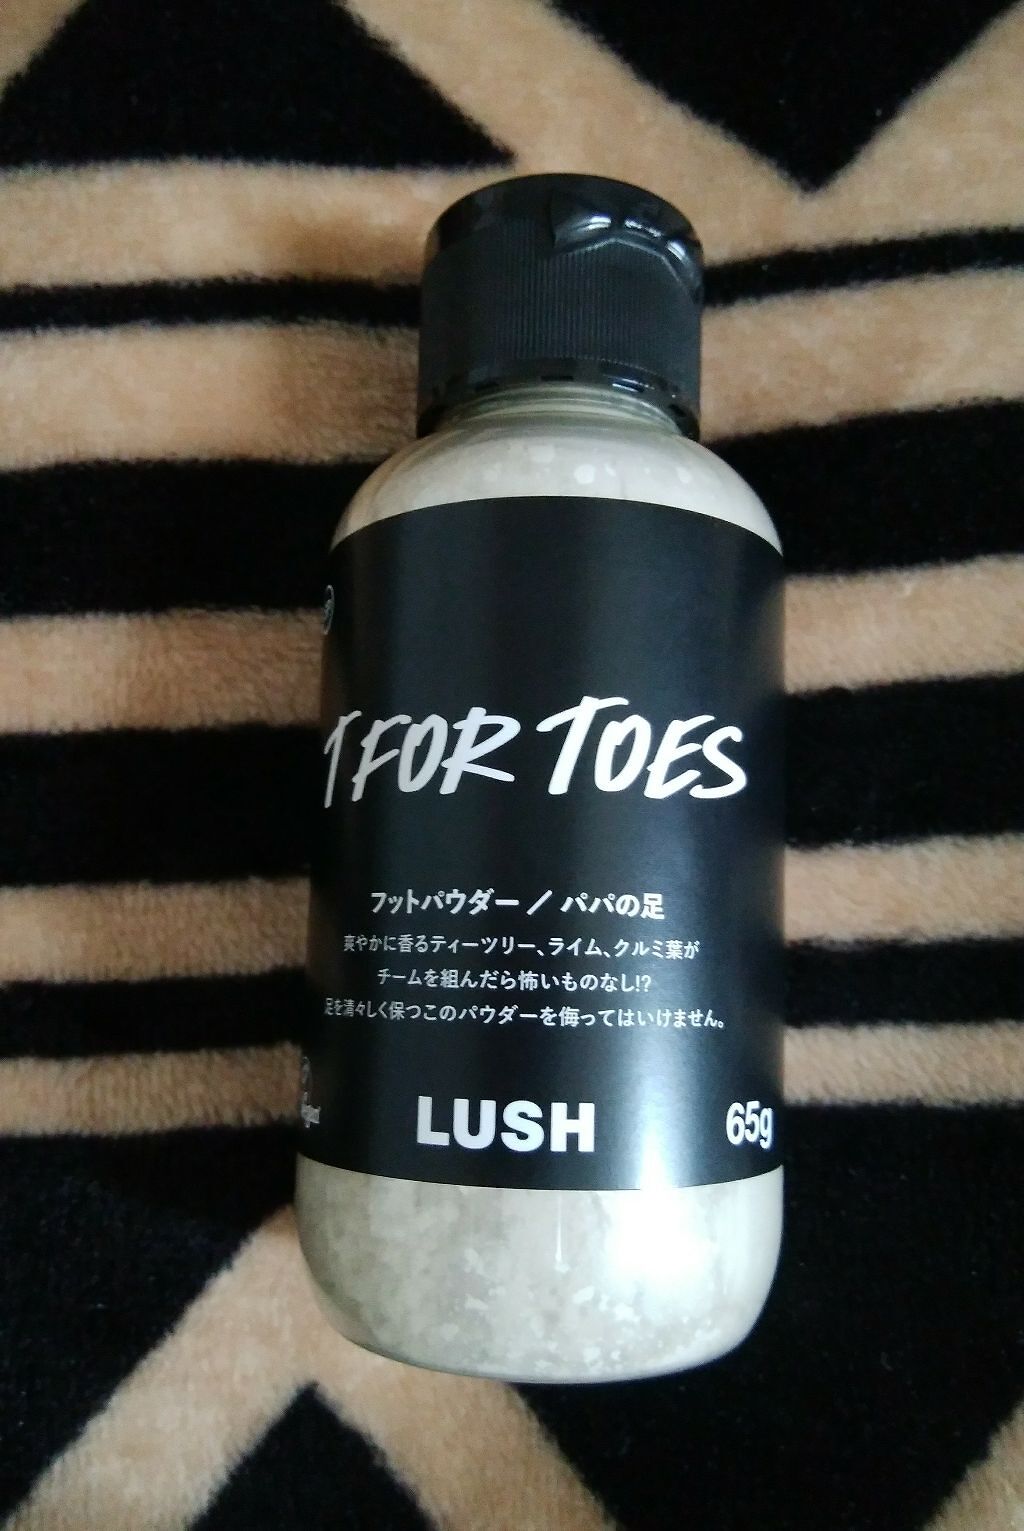 T FOR TOES
フットパウダー / パパの足
爽やかに香るティーツリー、ライム、クルミ葉が
チームを組んだら怖いものなし!?
足を清々しく保つこのパウダーを侮ってはいけません。
LUSH
65g